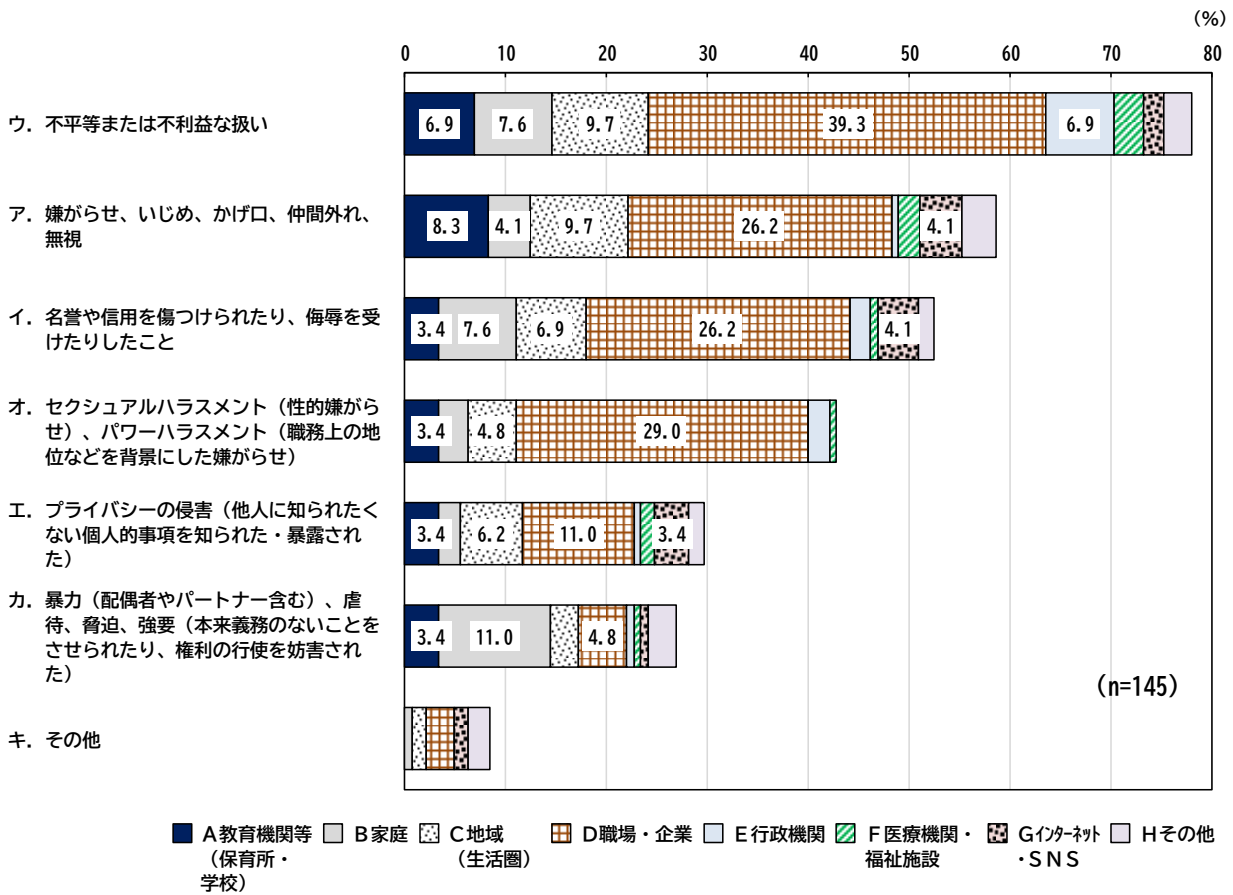 (%)
0 10 20 30 40 50 60 70 80
ウ．不平等または不利益な扱い
6.9 7.6 9.7 39.3 6.9
ア．嫌がらせ、いじめ、かげ口、仲間外れ、
無視
8.3 4.1 9.7 26.2 4.1
イ．名誉や信用を傷つけられたり、侮辱を受
けたりしたこと
3.4 7.6 6.9 26.2 4.1
オ．セクシュアルハラスメント（性的嫌がら
せ）、パワーハラスメント（職務上の地
位などを背景にした嫌がらせ）
3.4 4.8 29.0
エ．プライバシーの侵害（他人に知られたく
ない個人的事項を知られた・暴露され
た）
3.4 6.2 11.0 3.4
カ．暴力（配偶者やパートナー含む）、虐
待、脅迫、強要（本来義務のないことを
させられたり、権利の行使を妨害され
た）
3.4 11.0 4.8
(n=145)
キ．その他
Ａ教育機関等
（保育所・
学校）
Ｂ家庭
Ｃ地域
（生活圏）
Ｄ職場・企業
Ｅ行政機関
Ｆ医療機関・
福祉施設
Ｇインターネット
・ＳＮＳ
Ｈその他